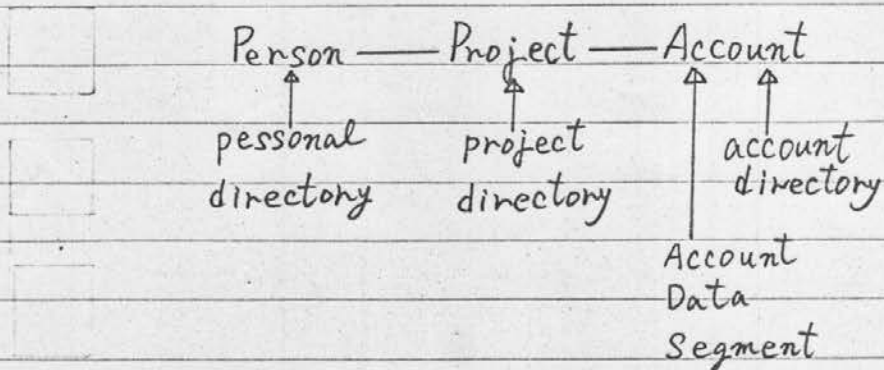 Person — Project — Account
pessonal project account
directory directory directory
Account
Data
Segment